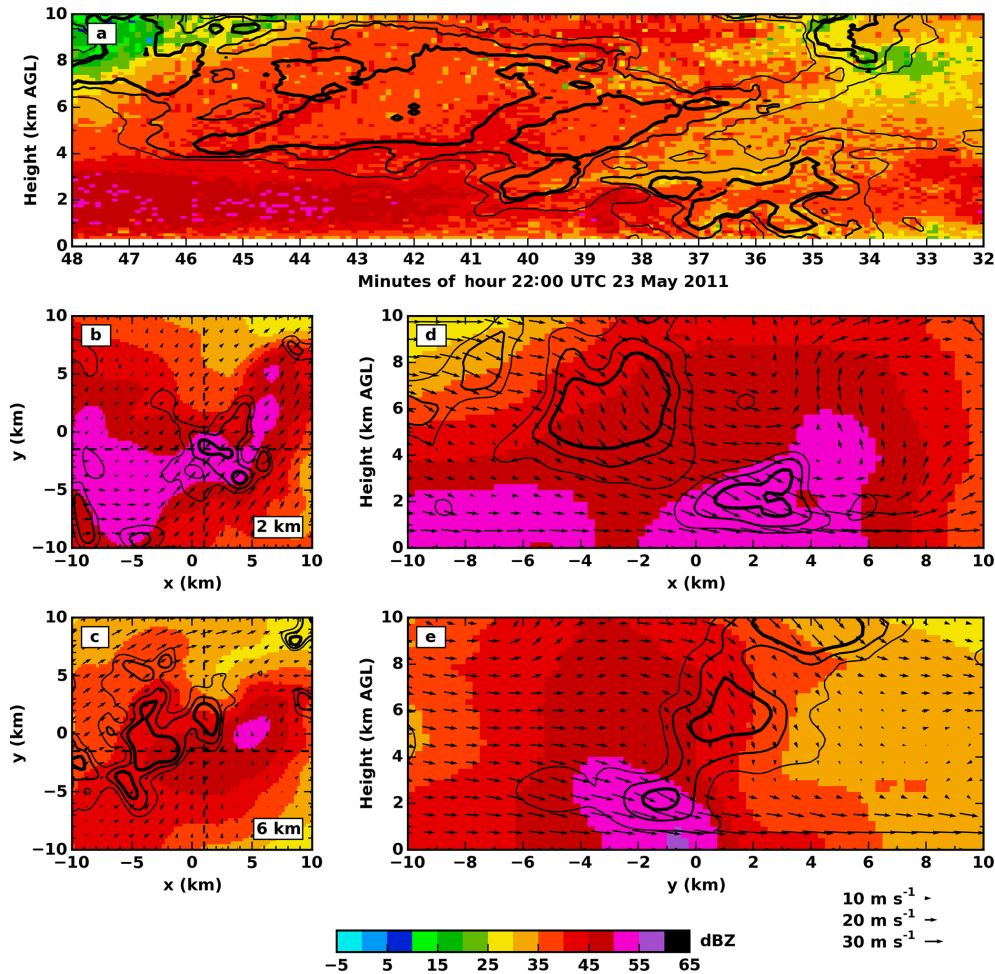 10
8
6
4
2
0
Height (km AGL)
a
48 47 46 45 44 43 42 41 40 39 38 37 36 35 34 33 32
Minutes of hour 22:00 UTC 23 May 2011
10
5
0
−5
−10
y (km)
b
2 km
−10 −5 0 5 10
x (km)
10
8
6
4
2
0
Height (km AGL)
d
−10 −8 −6 −4 −2 0 2 4 6 8 10
x (km)
10
5
0
−5
−10
y (km)
c
6 km
−10 −5 0 5 10
x (km)
10
8
6
4
2
0
Height (km AGL)
e
−10 −8 −6 −4 −2 0 2 4 6 8 10
y (km)
10 m s-1
20 m s-1
30 m s-1
dBZ
−5 5 15 25 35 45 55 65